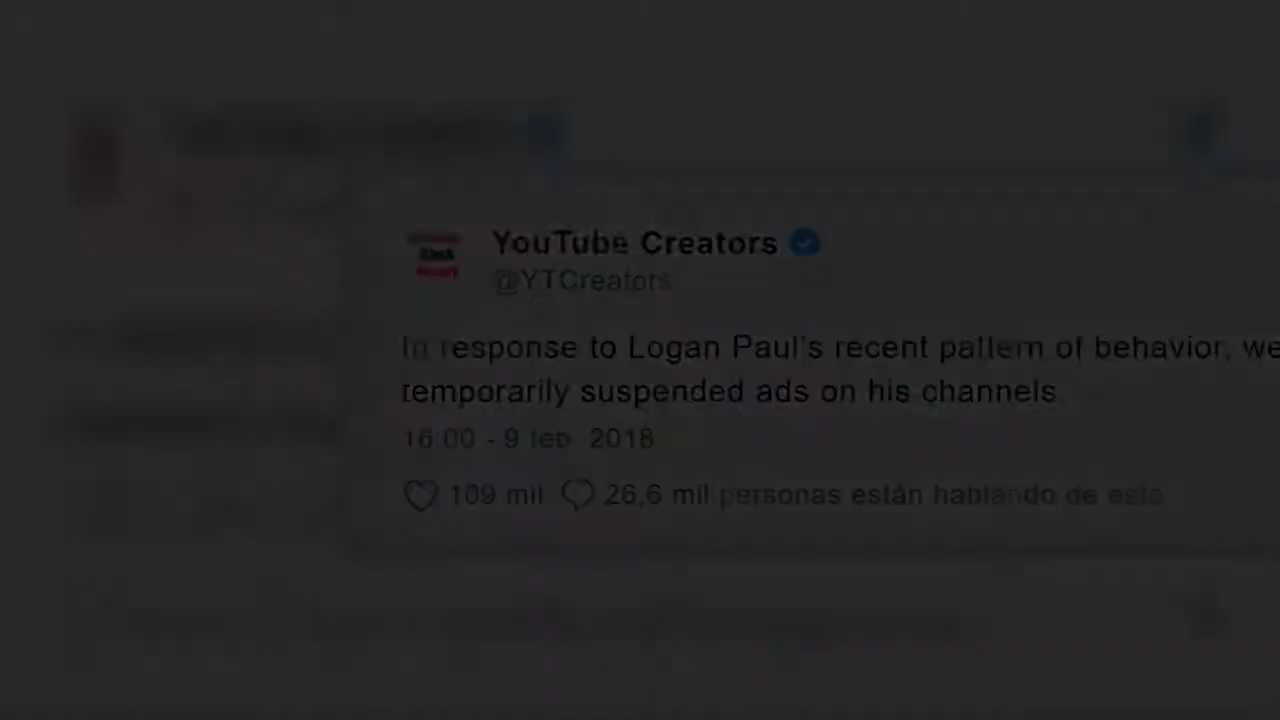 YouTube Creators
@YTCreators
In response to Logan Paul's recent pattern of behavior, we
temporarily suspended ads on his channels.
16:00 - 9 feb. 2018
109 mil 26,6 mil personas están hablando de esto